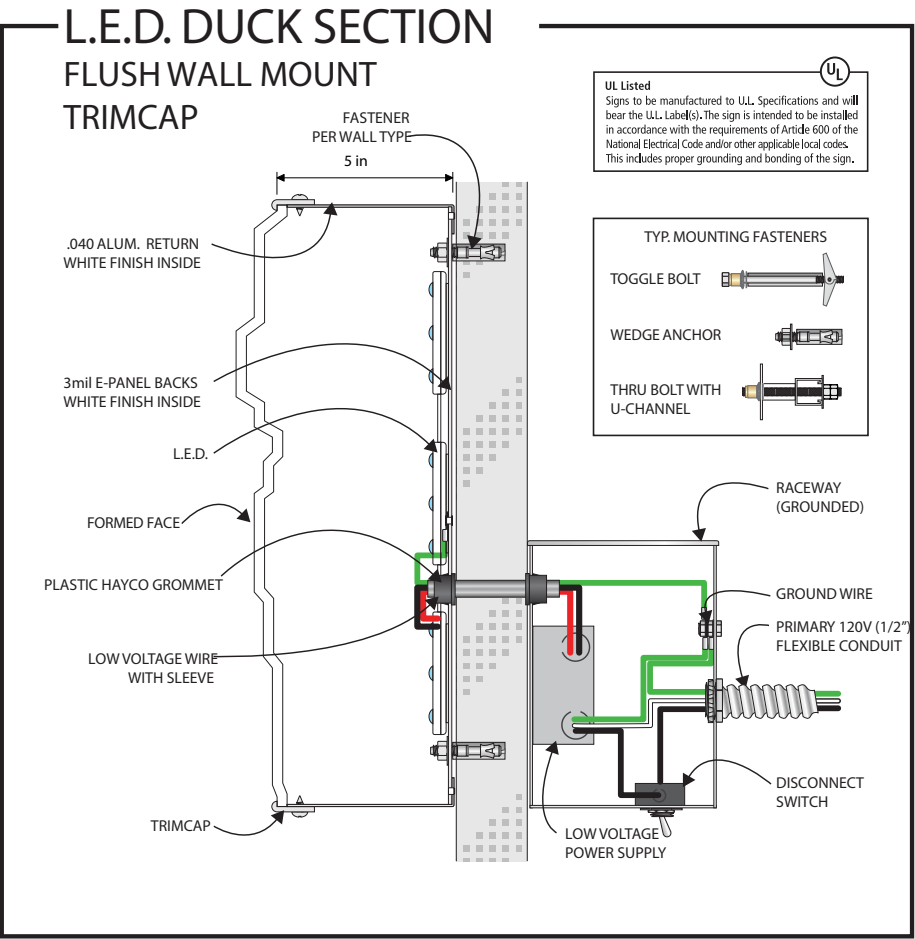 L.E.D. DUCK SECTION
FLUSH WALL MOUNT
TRIMCAP
UL
UL Listed
Signs to be manufactured to U.L. Specifications and will
bear the U.L. Label(s). The sign is intended to be installed
in accordance with the requirements of Article 600 of the
National Electrical Code and/or other applicable local codes.
This includes proper grounding and bonding of the sign.
FASTENER
PER WALL TYPE
5 in
.040 ALUM. RETURN
WHITE FINISH INSIDE
3mil E-PANEL BACKS
WHITE FINISH INSIDE
L.E.D.
FORMED FACE
PLASTIC HAYCO GROMMET
LOW VOLTAGE WIRE
WITH SLEEVE
TRIMCAP
TYP. MOUNTING FASTENERS
TOGGLE BOLT
WEDGE ANCHOR
THRU BOLT WITH
U-CHANNEL
RACEWAY
(GROUNDED)
GROUND WIRE
PRIMARY 120V (1/2")
FLEXIBLE CONDUIT
DISCONNECT
SWITCH
LOW VOLTAGE
POWER SUPPLY